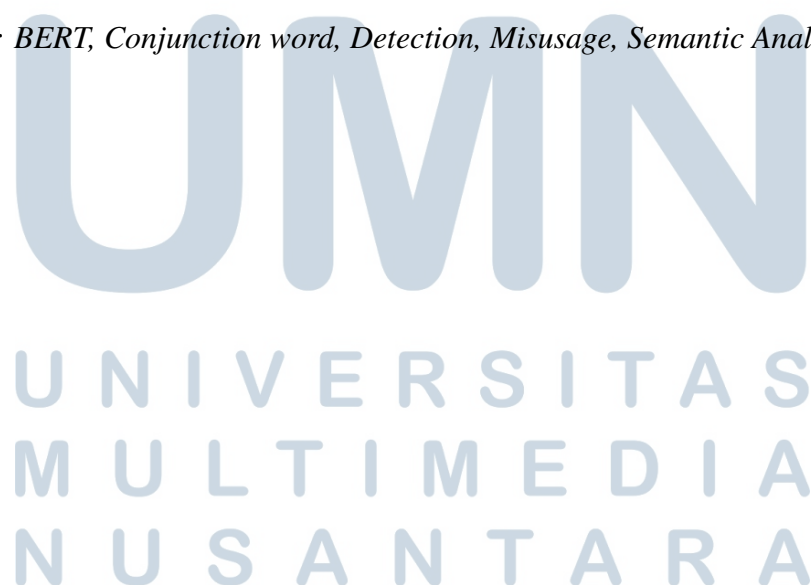 : BERT, Conjunction word, Detection, Misusage, Semantic
UMN
UNIVERSITAS
MULTIMEDIA
NUSANTARA